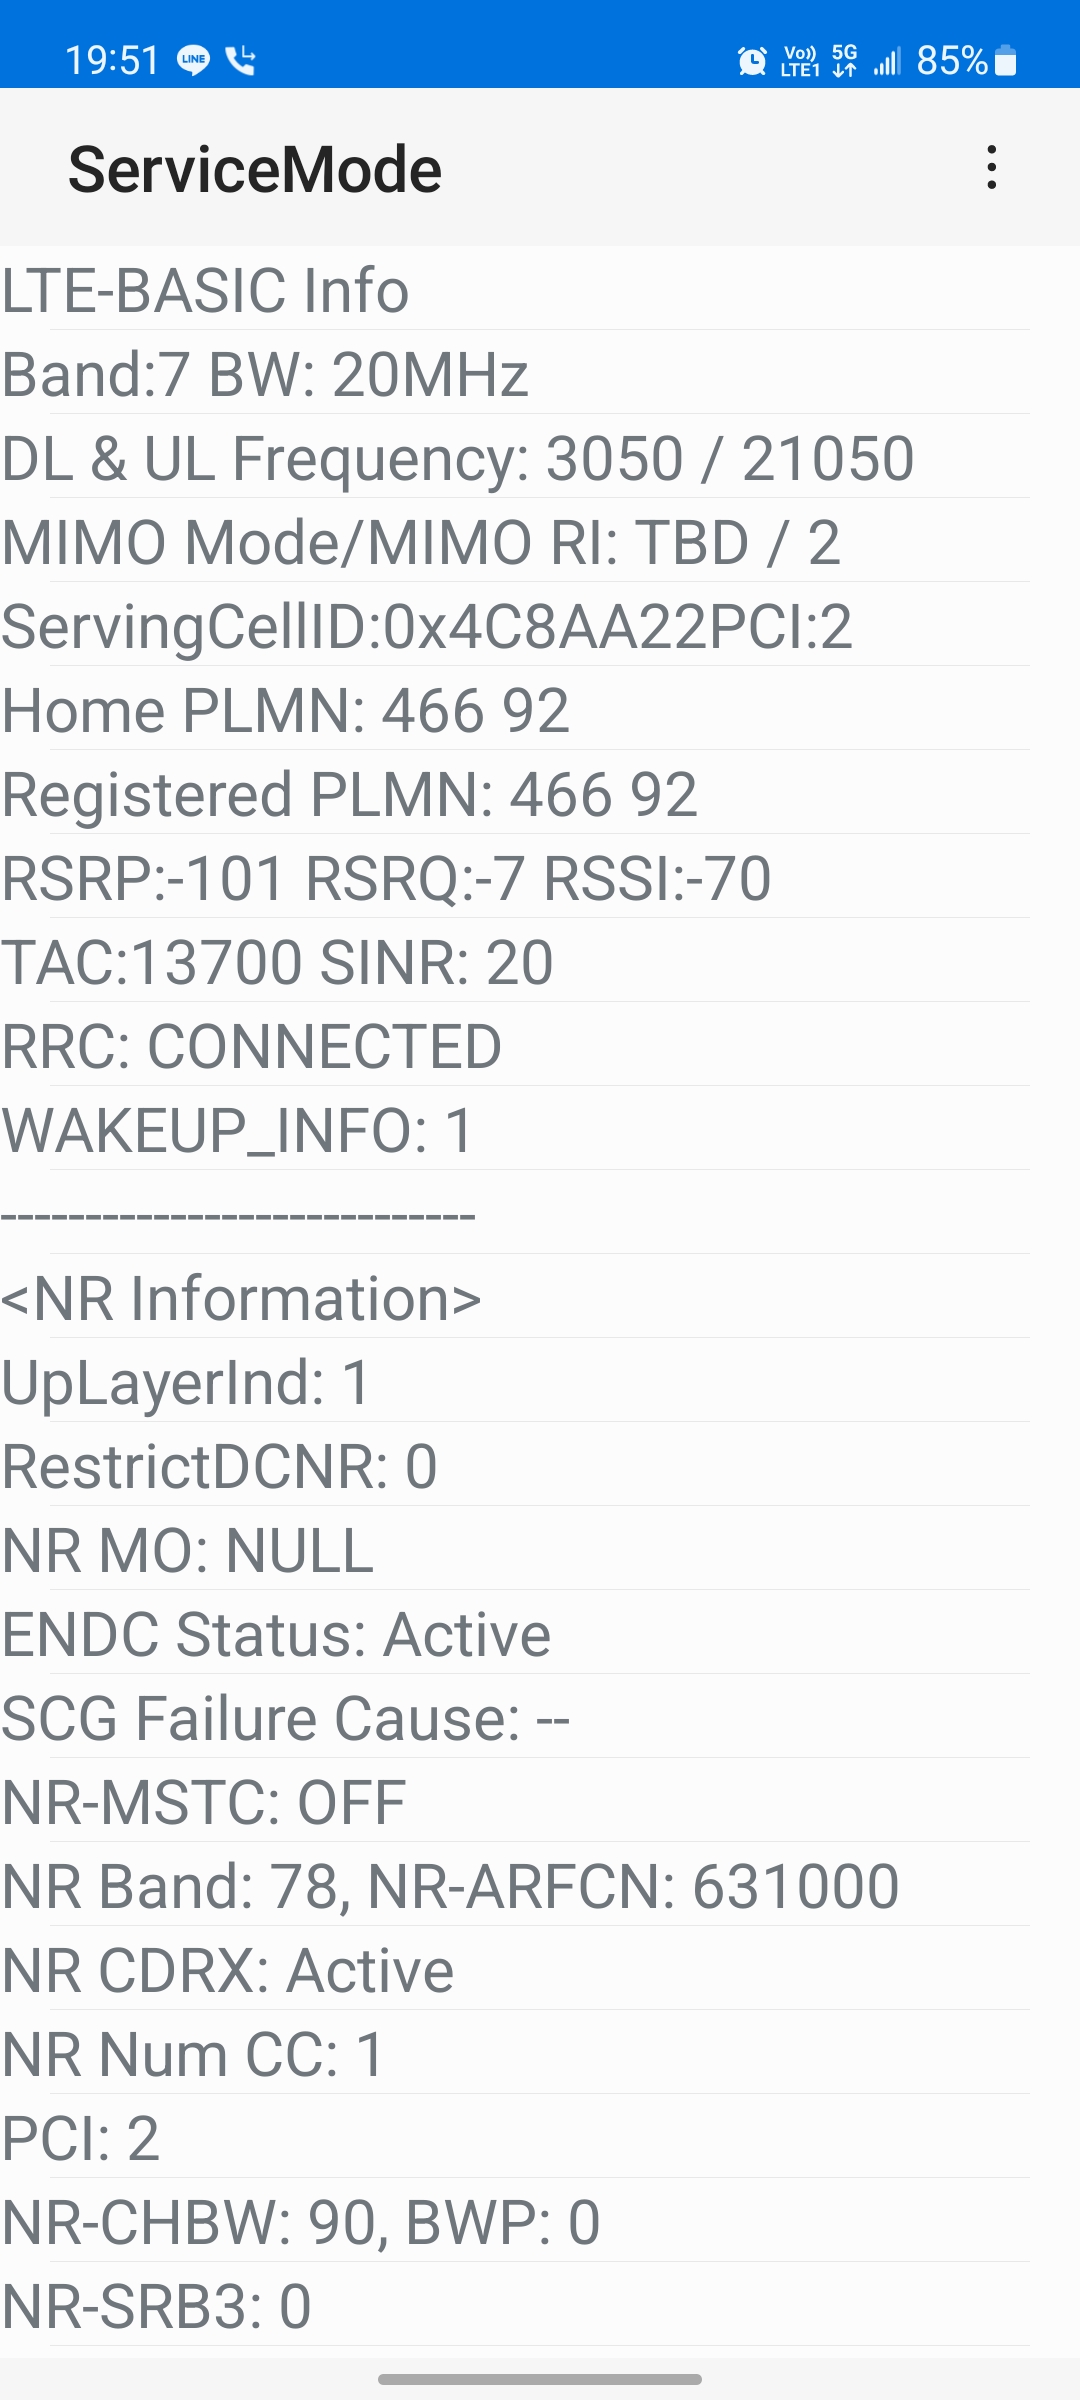 19:51 LINE Vo)) LTE1 5G 85%
ServiceMode
LTE-BASIC Info
Band:7 BW: 20MHz
DL & UL Frequency: 3050 / 21050
MIMO Mode/MIMO RI: TBD / 2
ServingCellID:0x4C8AA22PCI:2
Home PLMN: 466 92
Registered PLMN: 466 92
RSRP:-101 RSRQ:-7 RSSI:-70
TAC:13700 SINR: 20
RRC: CONNECTED
WAKEUP_INFO: 1
----------------------------
<NR Information>
UpLayerInd: 1
RestrictDCNR: 0
NR MO: NULL
ENDC Status: Active
SCG Failure Cause: --
NR-MSTC: OFF
NR Band: 78, NR-ARFCN: 631000
NR CDRX: Active
NR Num CC: 1
PCI: 2
NR-CHBW: 90, BWP: 0
NR-SRB3: 0